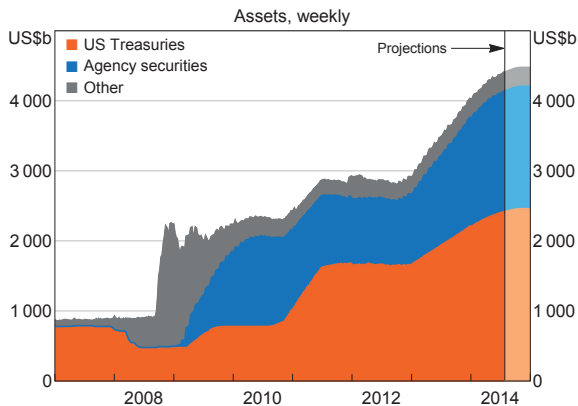 Assets, weekly
US$b
US$b
US Treasuries
Agency securities
Other
Projections
4 000
4 000
3 000
3 000
2 000
2 000
1 000
1 000
0
0
2008
2010
2012
2014